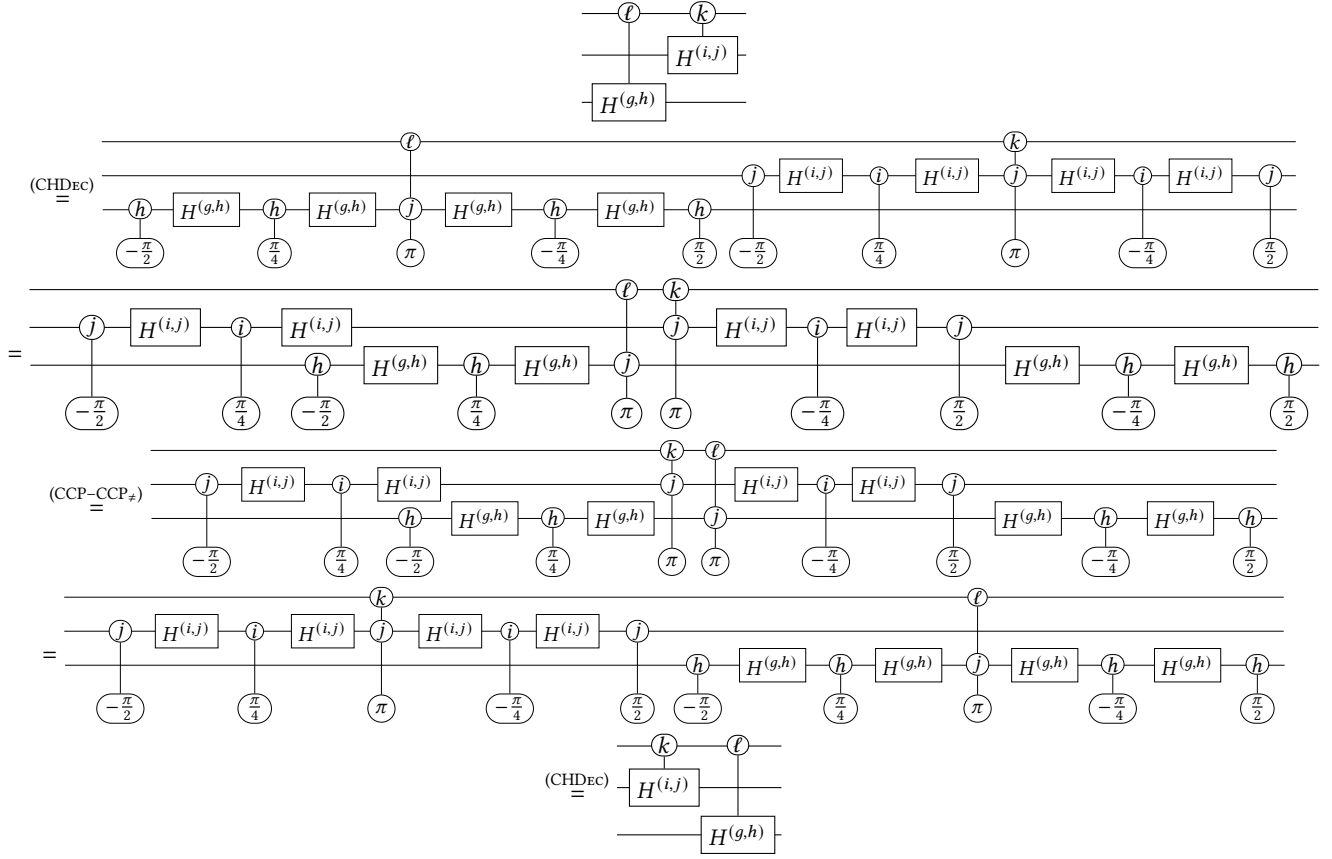 ℓ k
H^{(i,j)}
H^{(g,h)}
ℓ k
(CHDEC) = j H^{(i,j)} i H^{(i,j)} j H^{(i,j)} i H^{(i,j)} j
h H^{(g,h)} h H^{(g,h)} j H^{(g,h)} h H^{(g,h)} h
−π/2 π/4 π −π/4 π/2 −π/2 π/4 π −π/4 π/2
ℓ k
j H^{(i,j)} i H^{(i,j)} j H^{(i,j)} i H^{(i,j)} j
= h H^{(g,h)} h H^{(g,h)} j H^{(g,h)} h H^{(g,h)} h
−π/2 π/4 −π/2 π/4 π π −π/4 π/2 −π/4 π/2
k ℓ
(CCP–CCP≠) = j H^{(i,j)} i H^{(i,j)} j H^{(i,j)} i H^{(i,j)} j
h H^{(g,h)} h H^{(g,h)} j H^{(g,h)} h H^{(g,h)} h
−π/2 π/4 −π/2 π/4 π π −π/4 π/2 −π/4 π/2
k ℓ
j H^{(i,j)} i H^{(i,j)} j H^{(i,j)} i H^{(i,j)} j
= h H^{(g,h)} h H^{(g,h)} j H^{(g,h)} h H^{(g,h)} h
−π/2 π/4 π −π/4 π/2 −π/2 π/4 π −π/4 π/2
k ℓ
(CHDEC) = H^{(i,j)}
H^{(g,h)}